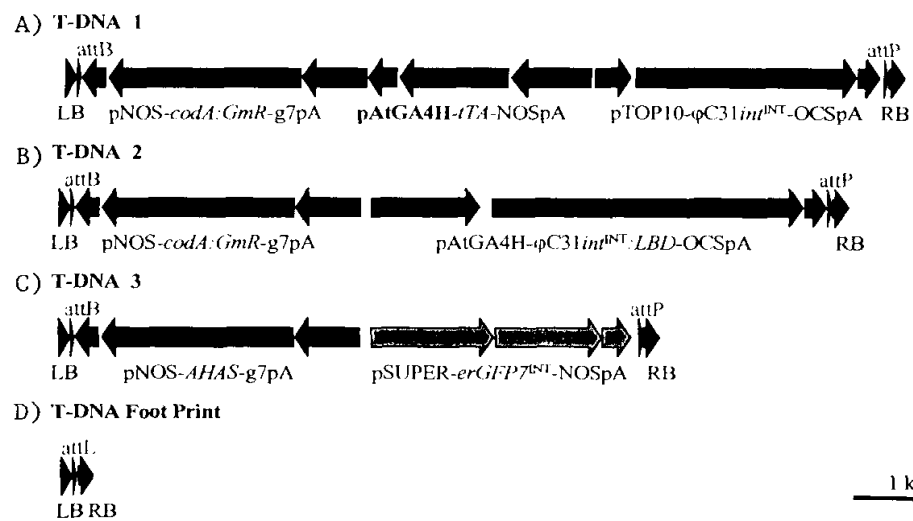 A) T-DNA 1
attB attP
LB pNOS-codA:GmR-g7pA pAtGA4H-tTA-NOSpA pTOP10-φC31int^INT-OCSpA RB
B) T-DNA 2
attB attP
LB pNOS-codA:GmR-g7pA pAtGA4H-φC31int^INT:LBD-OCSpA RB
C) T-DNA 3
attB attP
LB pNOS-AHAS-g7pA pSUPER-erGFP7^INT-NOSpA RB
D) T-DNA Foot Print
attL
LB RB
1 k